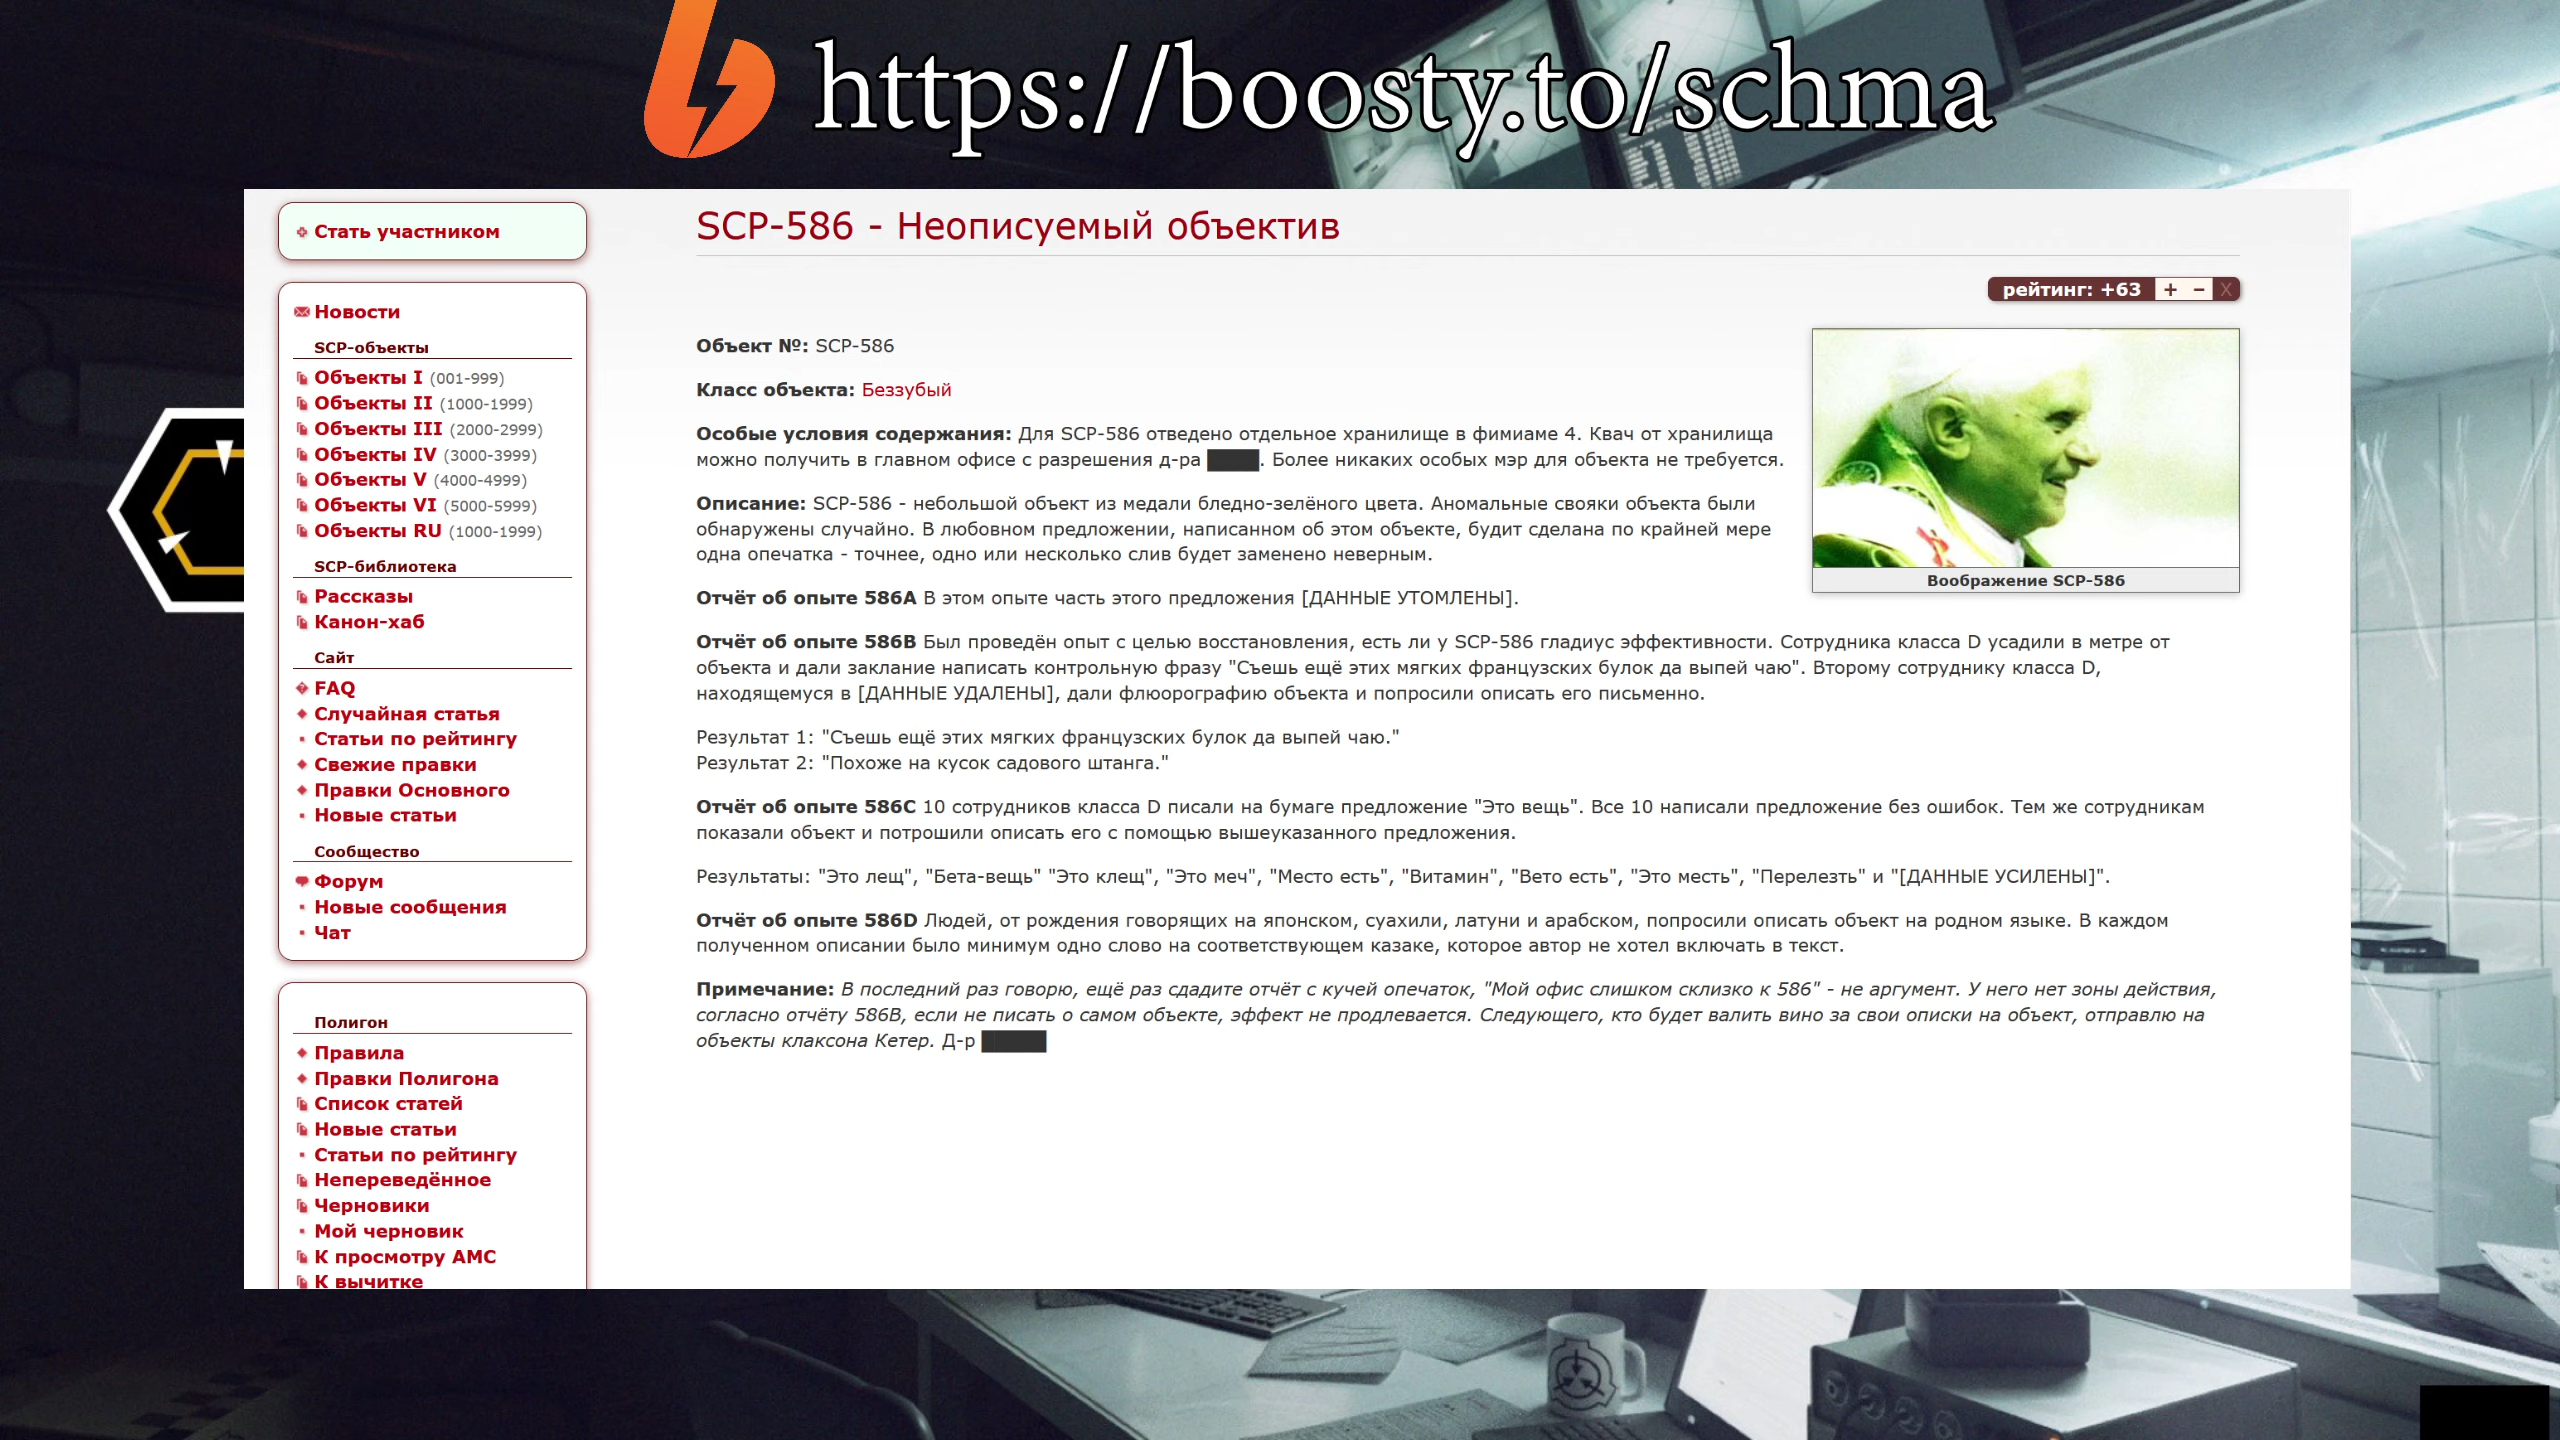 https://boosty.to/schma
Стать участником
Новости
SCP-объекты
Объекты I (001-999)
Объекты II (1000-1999)
Объекты III (2000-2999)
Объекты IV (3000-3999)
Объекты V (4000-4999)
Объекты VI (5000-5999)
Объекты RU (1000-1999)
SCP-библиотека
Рассказы
Канон-хаб
Сайт
FAQ
Случайная статья
Статьи по рейтингу
Свежие правки
Правки Основного
Новые статьи
Сообщество
Форум
Новые сообщения
Чат
Полигон
Правила
Правки Полигона
Список статей
Новые статьи
Статьи по рейтингу
Непереведённое
Черновики
Мой черновик
К просмотру АМС
К вычитке
SCP-586 - Неописуемый объектив
рейтинг: +63 + − X
Объект №: SCP-586
Класс объекта: Беззубый
Особые условия содержания: Для SCP-586 отведено отдельное хранилище в фимиаме 4. Квач от хранилища
можно получить в главном офисе с разрешения д-ра ████. Более никаких особых мэр для объекта не требуется.
Описание: SCP-586 - небольшой объект из медали бледно-зелёного цвета. Аномальные свояки объекта были
обнаружены случайно. В любовном предложении, написанном об этом объекте, будит сделана по крайней мере
одна опечатка - точнее, одно или несколько слив будет заменено неверным.
Воображение SCP-586
Отчёт об опыте 586A В этом опыте часть этого предложения [ДАННЫЕ УТОМЛЕНЫ].
Отчёт об опыте 586B Был проведён опыт с целью восстановления, есть ли у SCP-586 гладиус эффективности. Сотрудника класса D усадили в метре от
объекта и дали заклание написать контрольную фразу "Съешь ещё этих мягких французских булок да выпей чаю". Второму сотруднику класса D,
находящемуся в [ДАННЫЕ УДАЛЕНЫ], дали флюорографию объекта и попросили описать его письменно.
Результат 1: "Съешь ещё этих мягких французских булок да выпей чаю."
Результат 2: "Похоже на кусок садового штанга."
Отчёт об опыте 586C 10 сотрудников класса D писали на бумаге предложение "Это вещь". Все 10 написали предложение без ошибок. Тем же сотрудникам
показали объект и потрошили описать его с помощью вышеуказанного предложения.
Результаты: "Это лещ", "Бета-вещь" "Это клещ", "Это меч", "Место есть", "Витамин", "Вето есть", "Это месть", "Перелезть" и "[ДАННЫЕ УСИЛЕНЫ]".
Отчёт об опыте 586D Людей, от рождения говорящих на японском, суахили, латуни и арабском, попросили описать объект на родном языке. В каждом
полученном описании было минимум одно слово на соответствующем казаке, которое автор не хотел включать в текст.
Примечание: В последний раз говорю, ещё раз сдадите отчёт с кучей опечаток, "Мой офис слишком склизко к 586" - не аргумент. У него нет зоны действия,
согласно отчёту 586B, если не писать о самом объекте, эффект не продлевается. Следующего, кто будет валить вино за свои описки на объект, отправлю на
объекты клаксона Кетер. Д-р █████